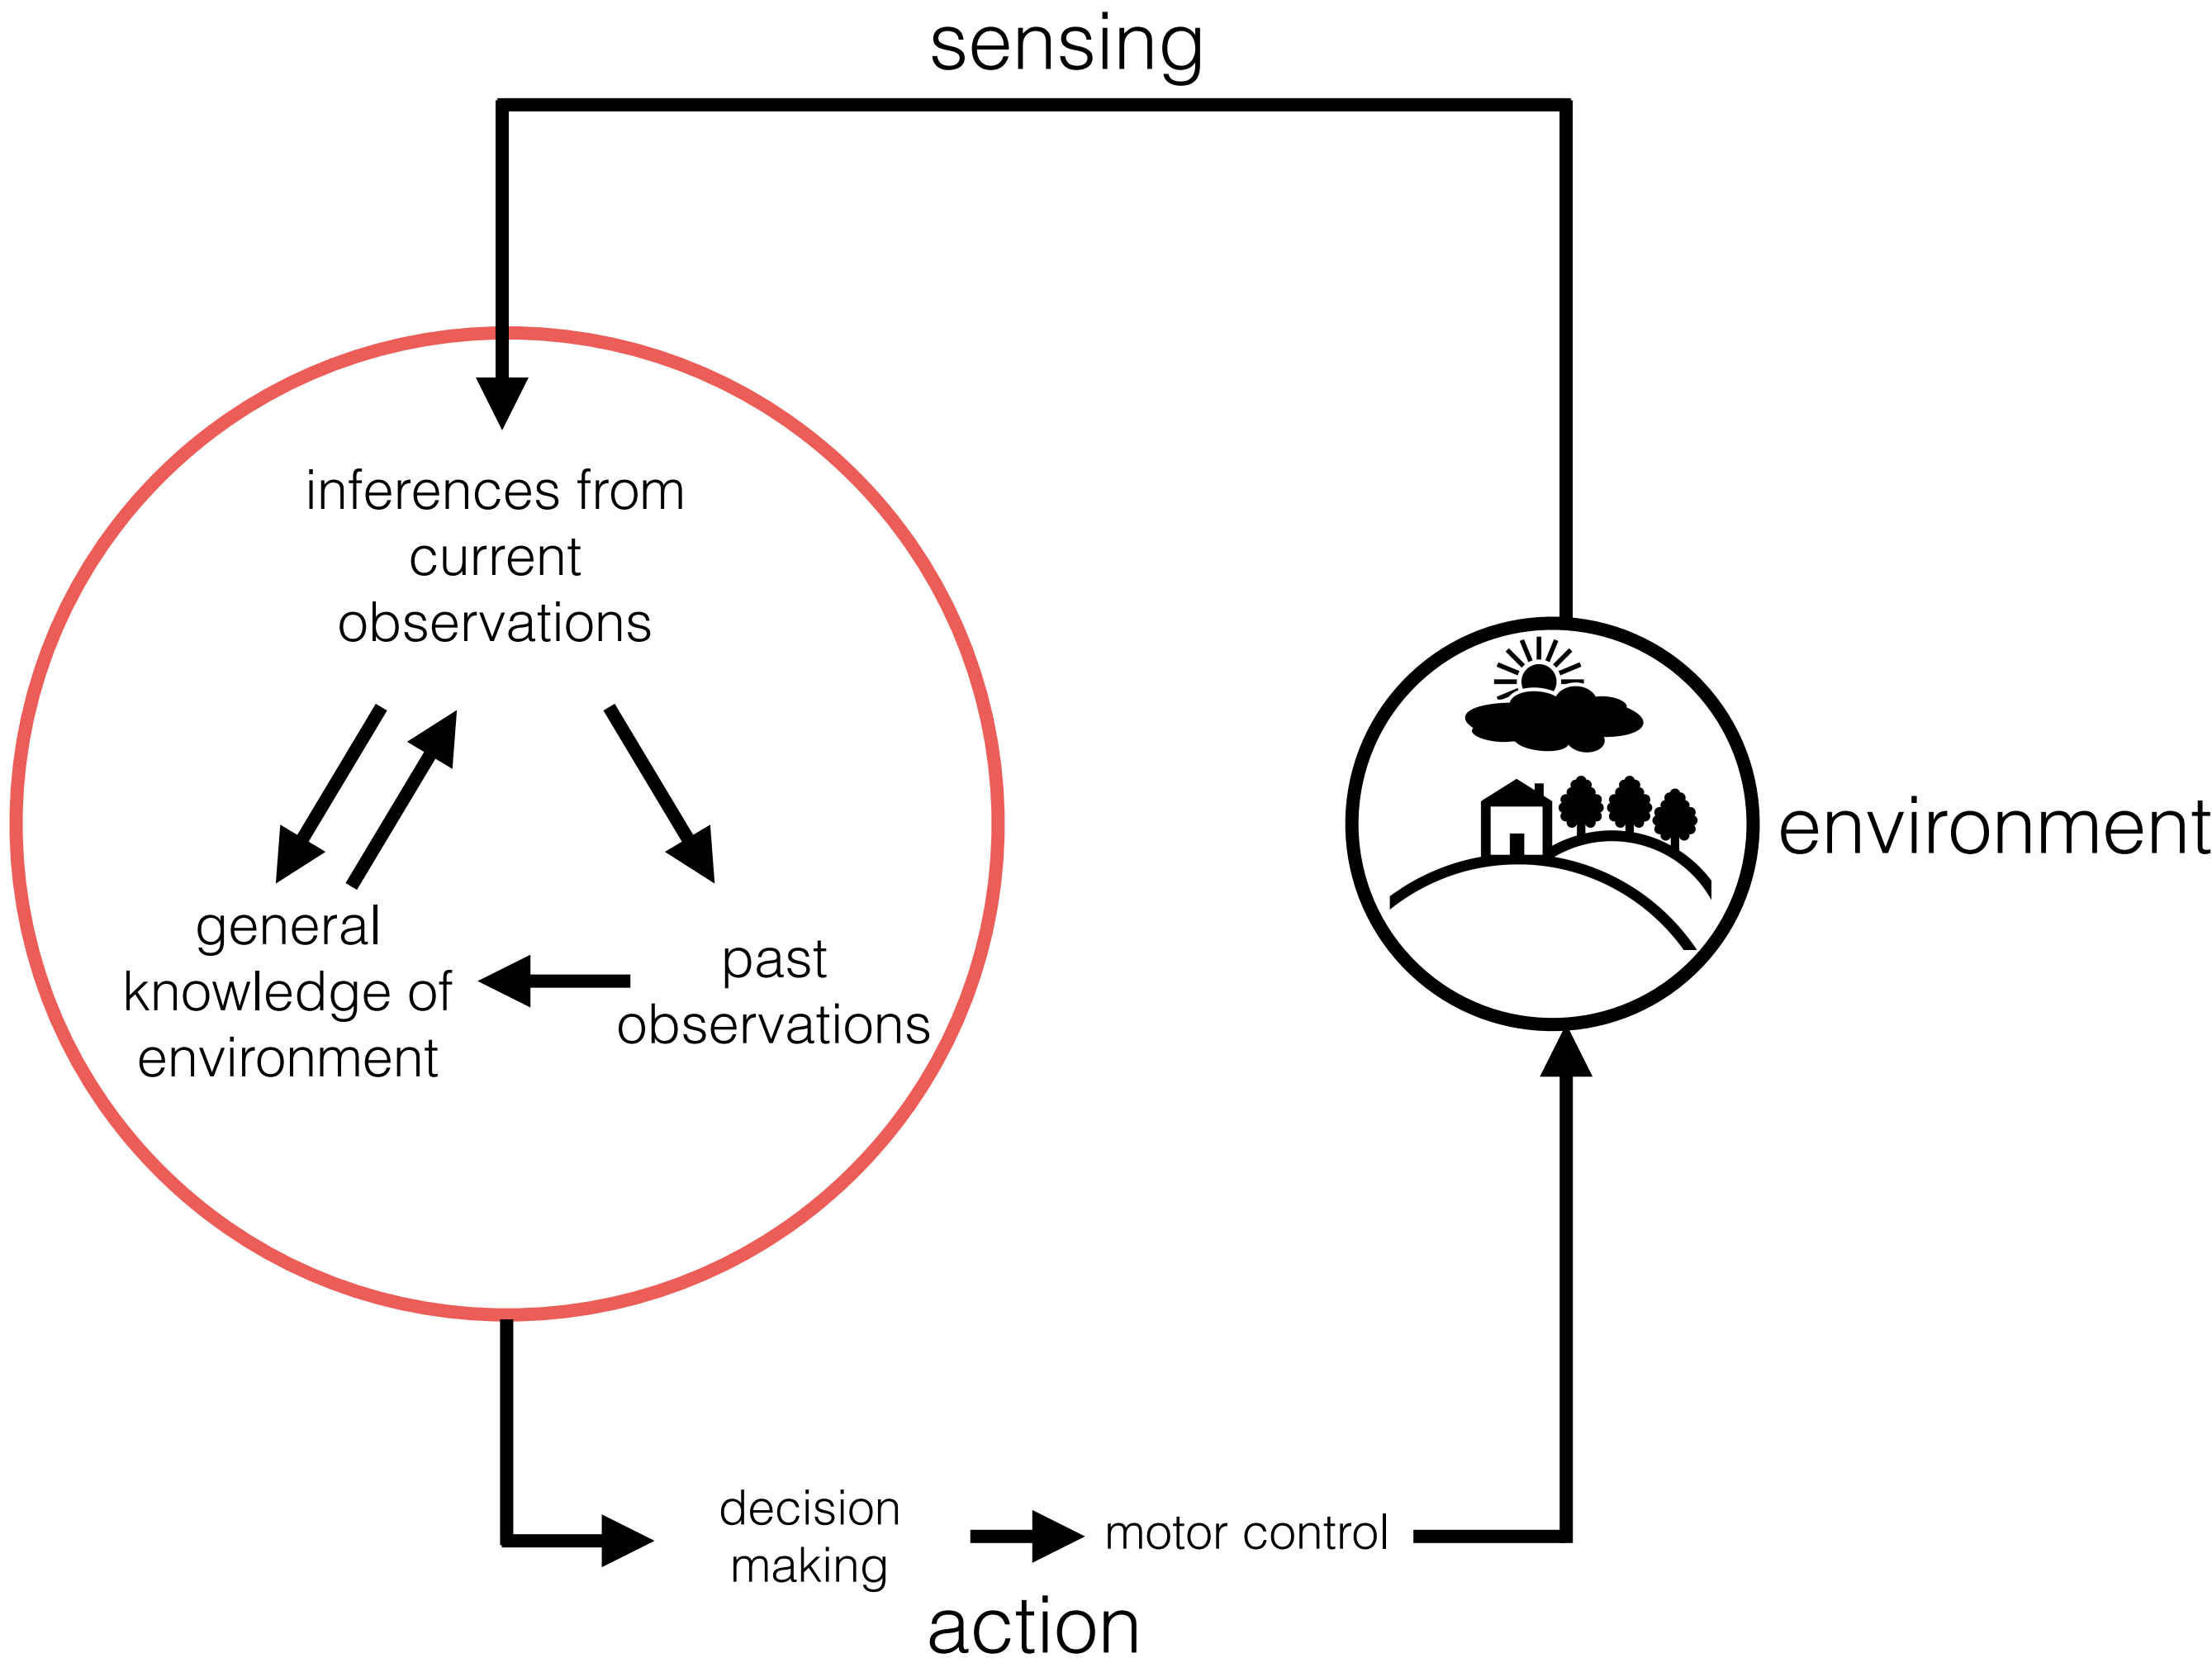 sensing
inferences from
current
observations
general
knowledge of
environment
past
observations
environment
decision
making
motor control
action